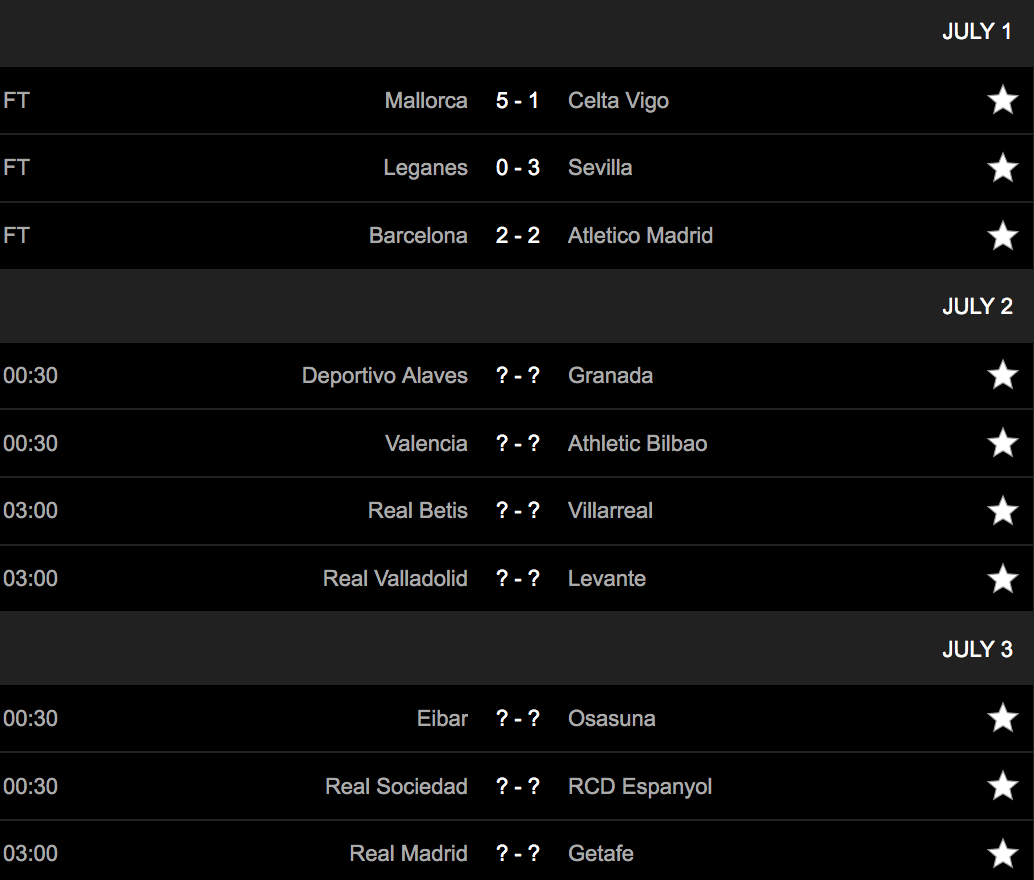 JULY 1
FT Mallorca 5 - 1 Celta Vigo
FT Leganes 0 - 3 Sevilla
FT Barcelona 2 - 2 Atletico Madrid
JULY 2
00:30 Deportivo Alaves ? - ? Granada
00:30 Valencia ? - ? Athletic Bilbao
03:00 Real Betis ? - ? Villarreal
03:00 Real Valladolid ? - ? Levante
JULY 3
00:30 Eibar ? - ? Osasuna
00:30 Real Sociedad ? - ? RCD Espanyol
03:00 Real Madrid ? - ? Getafe